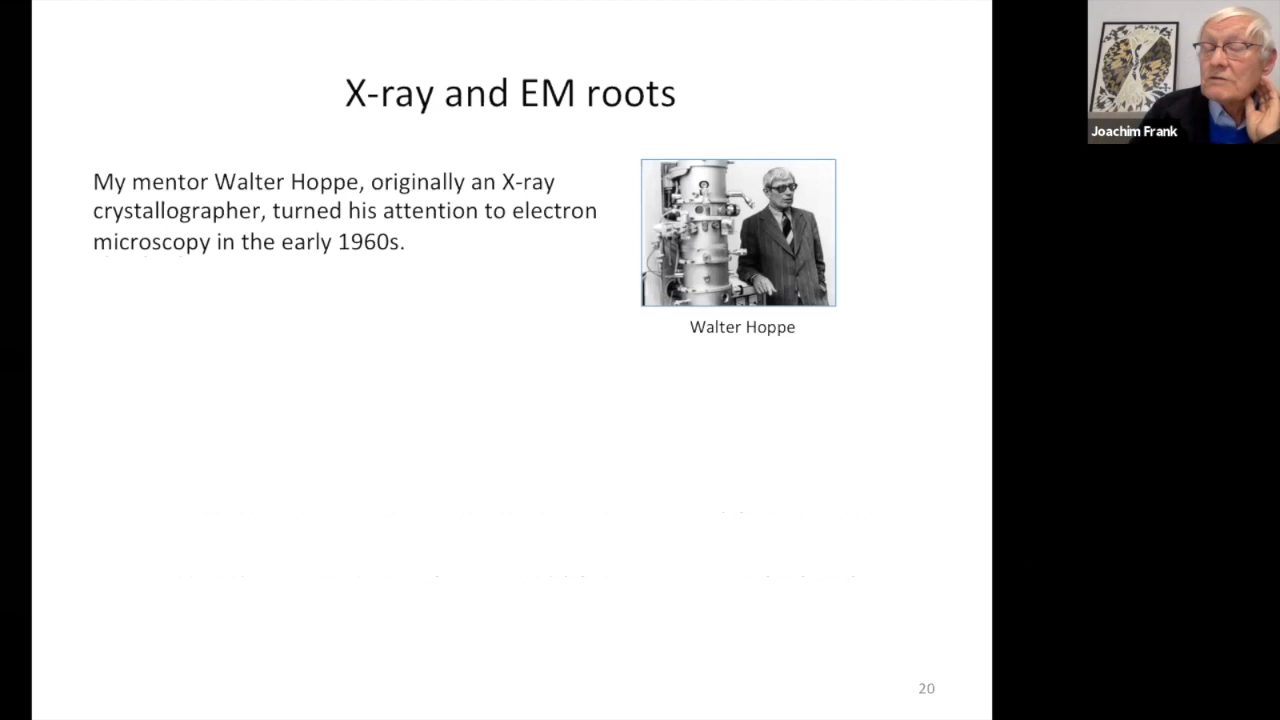 X-ray and EM roots
My mentor Walter Hoppe, originally an X-ray
crystallographer, turned his attention to electron
microscopy in the early 1960s.
Walter Hoppe
Joachim Frank
20